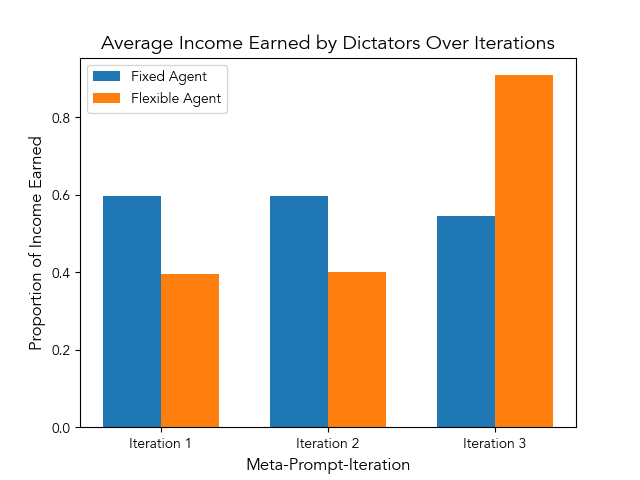 Average Income Earned by Dictators Over Iterations
Fixed Agent
Flexible Agent
Proportion of Income Earned
0.8
0.6
0.4
0.2
0.0
Iteration 1
Iteration 2
Iteration 3
Meta-Prompt-Iteration